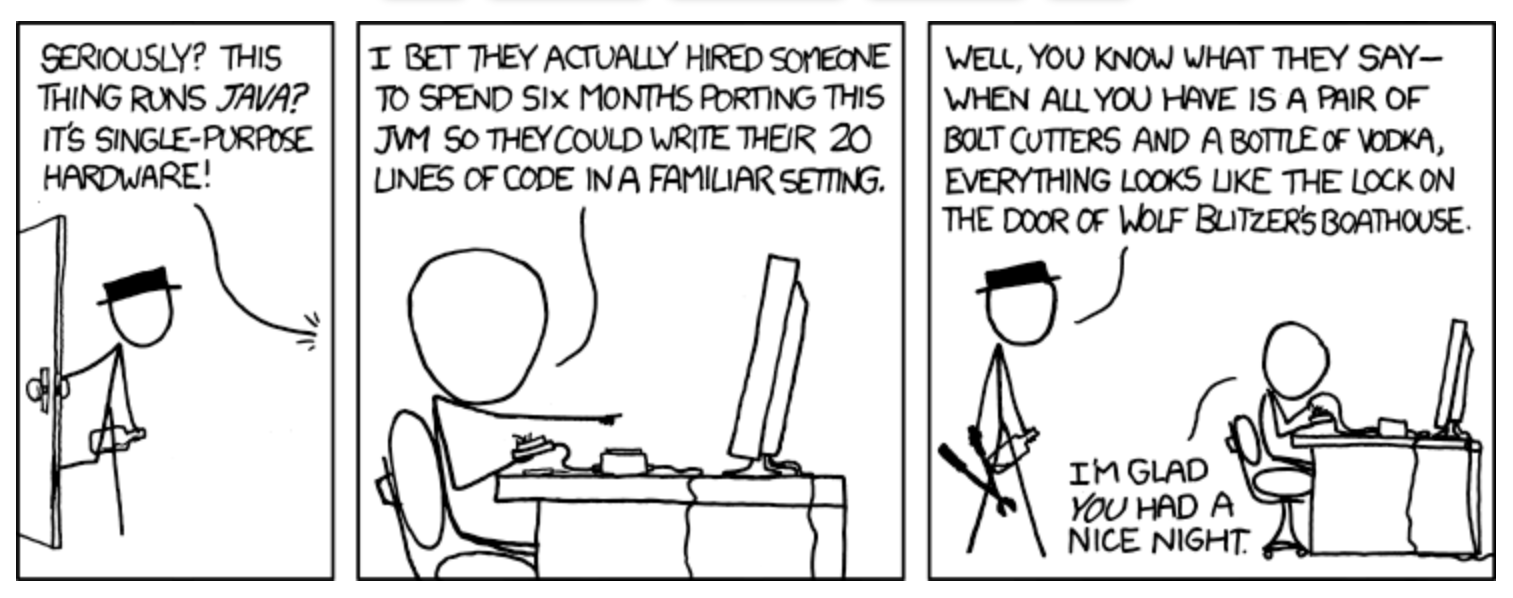 SERIOUSLY? THIS
THING RUNS JAVA?
IT'S SINGLE-PURPOSE
HARDWARE!
I BET THEY ACTUALLY HIRED SOMEONE
TO SPEND SIX MONTHS PORTING THIS
JVM SO THEY COULD WRITE THEIR 20
LINES OF CODE IN A FAMILIAR SETTING.
WELL, YOU KNOW WHAT THEY SAY—
WHEN ALL YOU HAVE IS A PAIR OF
BOLT CUTTERS AND A BOTTLE OF VODKA,
EVERYTHING LOOKS LIKE THE LOCK ON
THE DOOR OF WOLF BLITZER'S BOATHOUSE.
I'M GLAD
YOU HAD A
NICE NIGHT.